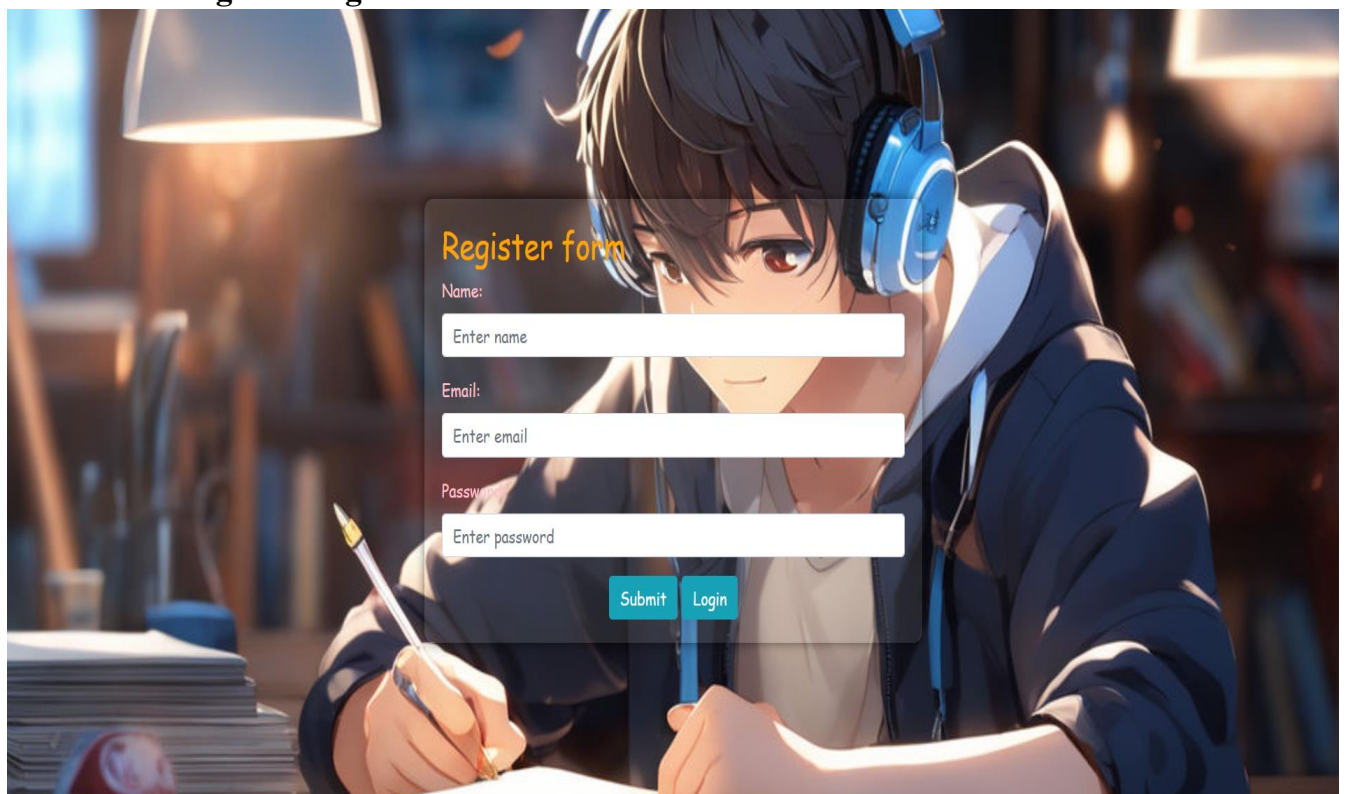 Register form
Name:
Enter name
Email:
Enter email
Enter password
Submit Login